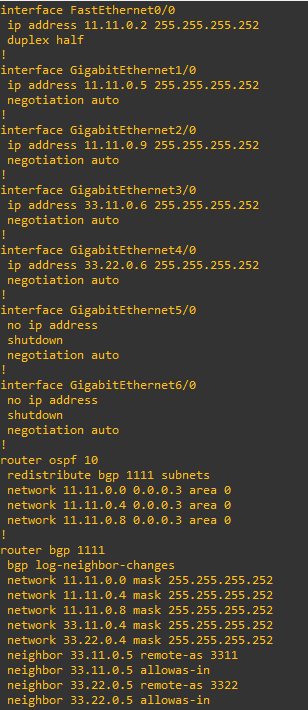 interface FastEthernet0/0
ip address 11.11.0.2 255.255.255.252
duplex half
!
interface GigabitEthernet1/0
ip address 11.11.0.5 255.255.255.252
negotiation auto
!
interface GigabitEthernet2/0
ip address 11.11.0.9 255.255.255.252
negotiation auto
!
interface GigabitEthernet3/0
ip address 33.11.0.6 255.255.255.252
negotiation auto
!
interface GigabitEthernet4/0
ip address 33.22.0.6 255.255.255.252
negotiation auto
!
interface GigabitEthernet5/0
no ip address
shutdown
negotiation auto
!
interface GigabitEthernet6/0
no ip address
shutdown
negotiation auto
!
router ospf 10
redistribute bgp 1111 subnets
network 11.11.0.0 0.0.0.3 area 0
network 11.11.0.4 0.0.0.3 area 0
network 11.11.0.8 0.0.0.3 area 0
!
router bgp 1111
bgp log-neighbor-changes
network 11.11.0.0 mask 255.255.255.252
network 11.11.0.4 mask 255.255.255.252
network 11.11.0.8 mask 255.255.255.252
network 33.11.0.4 mask 255.255.255.252
network 33.22.0.4 mask 255.255.255.252
neighbor 33.11.0.5 remote-as 3311
neighbor 33.11.0.5 allowas-in
neighbor 33.22.0.5 remote-as 3322
neighbor 33.22.0.5 allowas-in